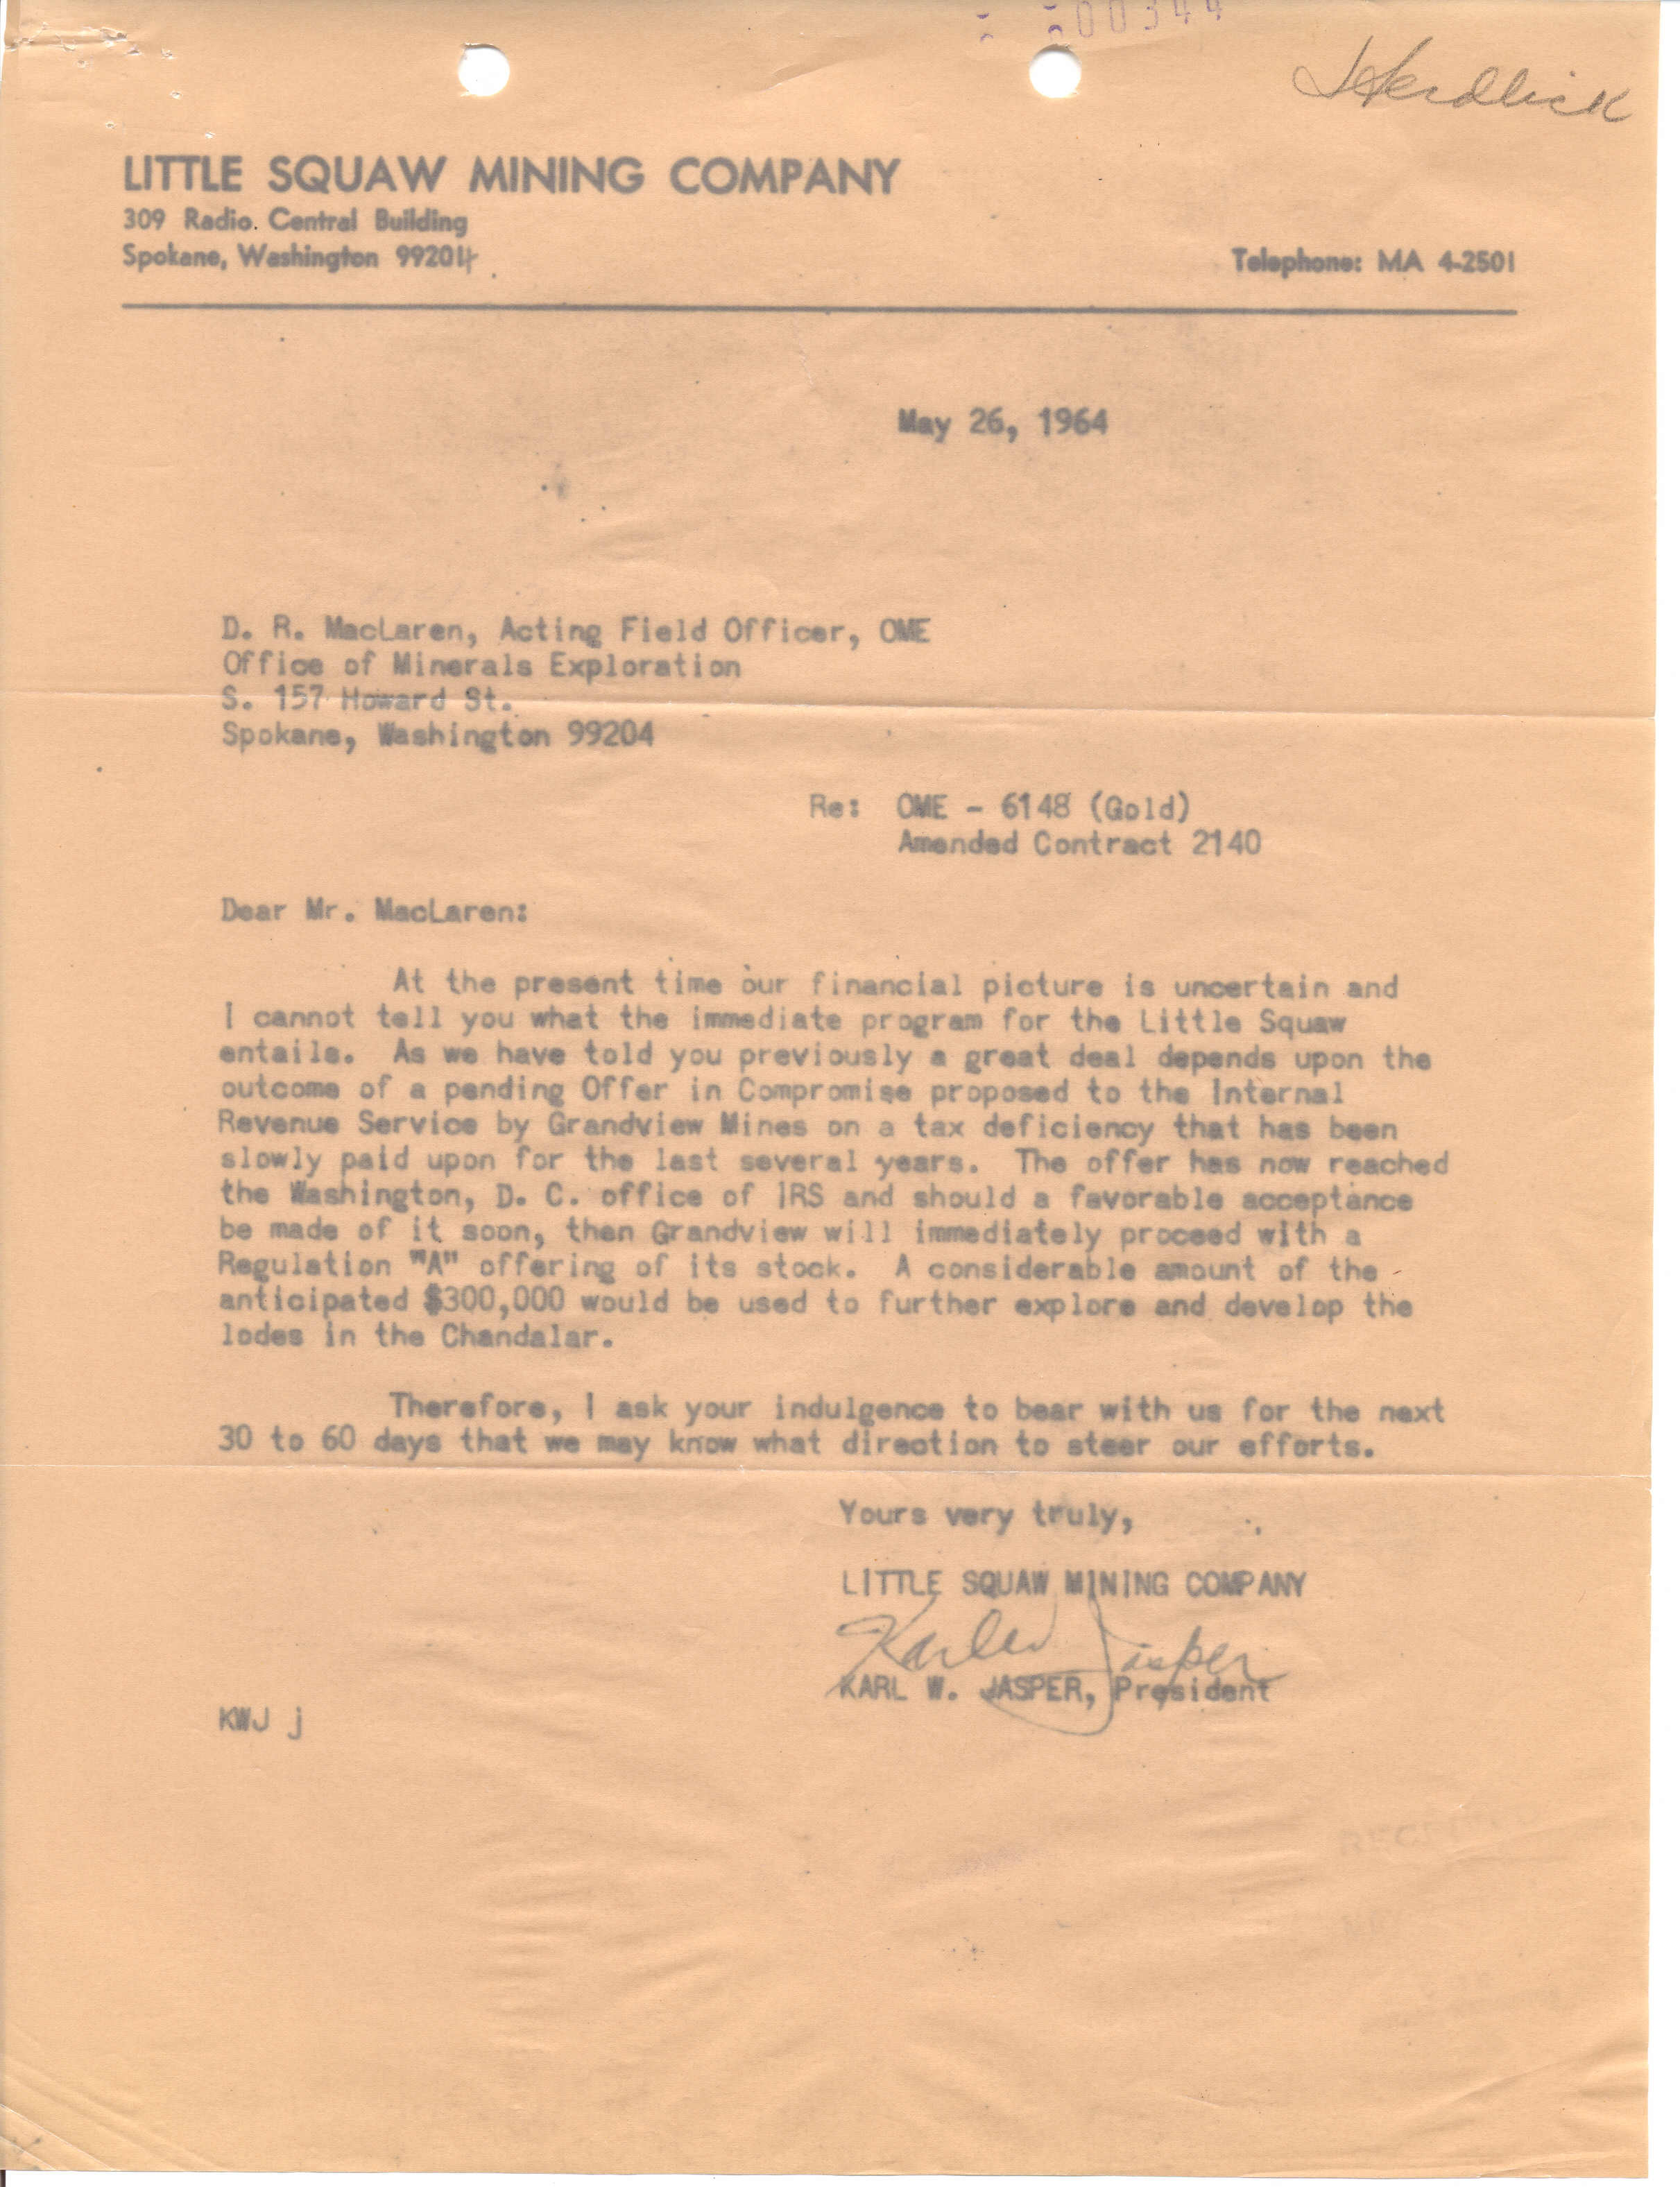 00344
Herdlick
LITTLE SQUAW MINING COMPANY
309 Radio Central Building
Spokane, Washington 99204
Telephone: MA 4-2501
May 26, 1964
D. R. MacLaren, Acting Field Officer, OME
Office of Minerals Exploration
S. 157 Howard St.
Spokane, Washington 99204
Re: OME - 6148 (Gold)
Amended Contract 2140
Dear Mr. MacLaren:
At the present time our financial picture is uncertain and
I cannot tell you what the immediate program for the Little Squaw
entails. As we have told you previously a great deal depends upon the
outcome of a pending Offer in Compromise proposed to the Internal
Revenue Service by Grandview Mines on a tax deficiency that has been
slowly paid upon for the last several years. The offer has now reached
the Washington, D. C. office of IRS and should a favorable acceptance
be made of it soon, then Grandview will immediately proceed with a
Regulation "A" offering of its stock. A considerable amount of the
anticipated $300,000 would be used to further explore and develop the
lodes in the Chandalar.
Therefore, I ask your indulgence to bear with us for the next
30 to 60 days that we may know what direction to steer our efforts.
Yours very truly,
LITTLE SQUAW MINING COMPANY
Karl W Jasper
KARL W. JASPER, President
KWJ j